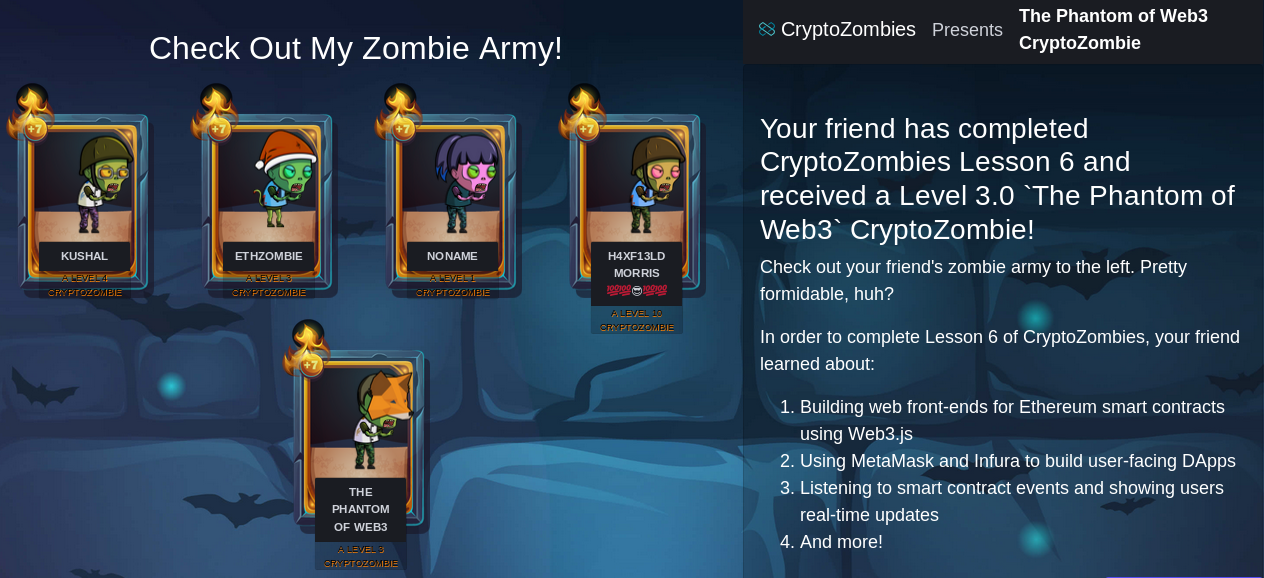 Check Out My Zombie Army!
+7
KUSHAL
A LEVEL 4
CRYPTOZOMBIE
+7
ETHZOMBIE
A LEVEL 3
CRYPTOZOMBIE
+7
NONAME
A LEVEL 1
CRYPTOZOMBIE
+7
H4XF13LD
MORRIS
💯💯😎💯💯
A LEVEL 10
CRYPTOZOMBIE
+7
THE
PHANTOM
OF WEB3
A LEVEL 3
CRYPTOZOMBIE
CryptoZombies Presents The Phantom of Web3
CryptoZombie
Your friend has completed
CryptoZombies Lesson 6 and
received a Level 3.0 `The Phantom of
Web3` CryptoZombie!
Check out your friend's zombie army to the left. Pretty
formidable, huh?
In order to complete Lesson 6 of CryptoZombies, your friend
learned about:
1. Building web front-ends for Ethereum smart contracts
using Web3.js
2. Using MetaMask and Infura to build user-facing DApps
3. Listening to smart contract events and showing users
real-time updates
4. And more!